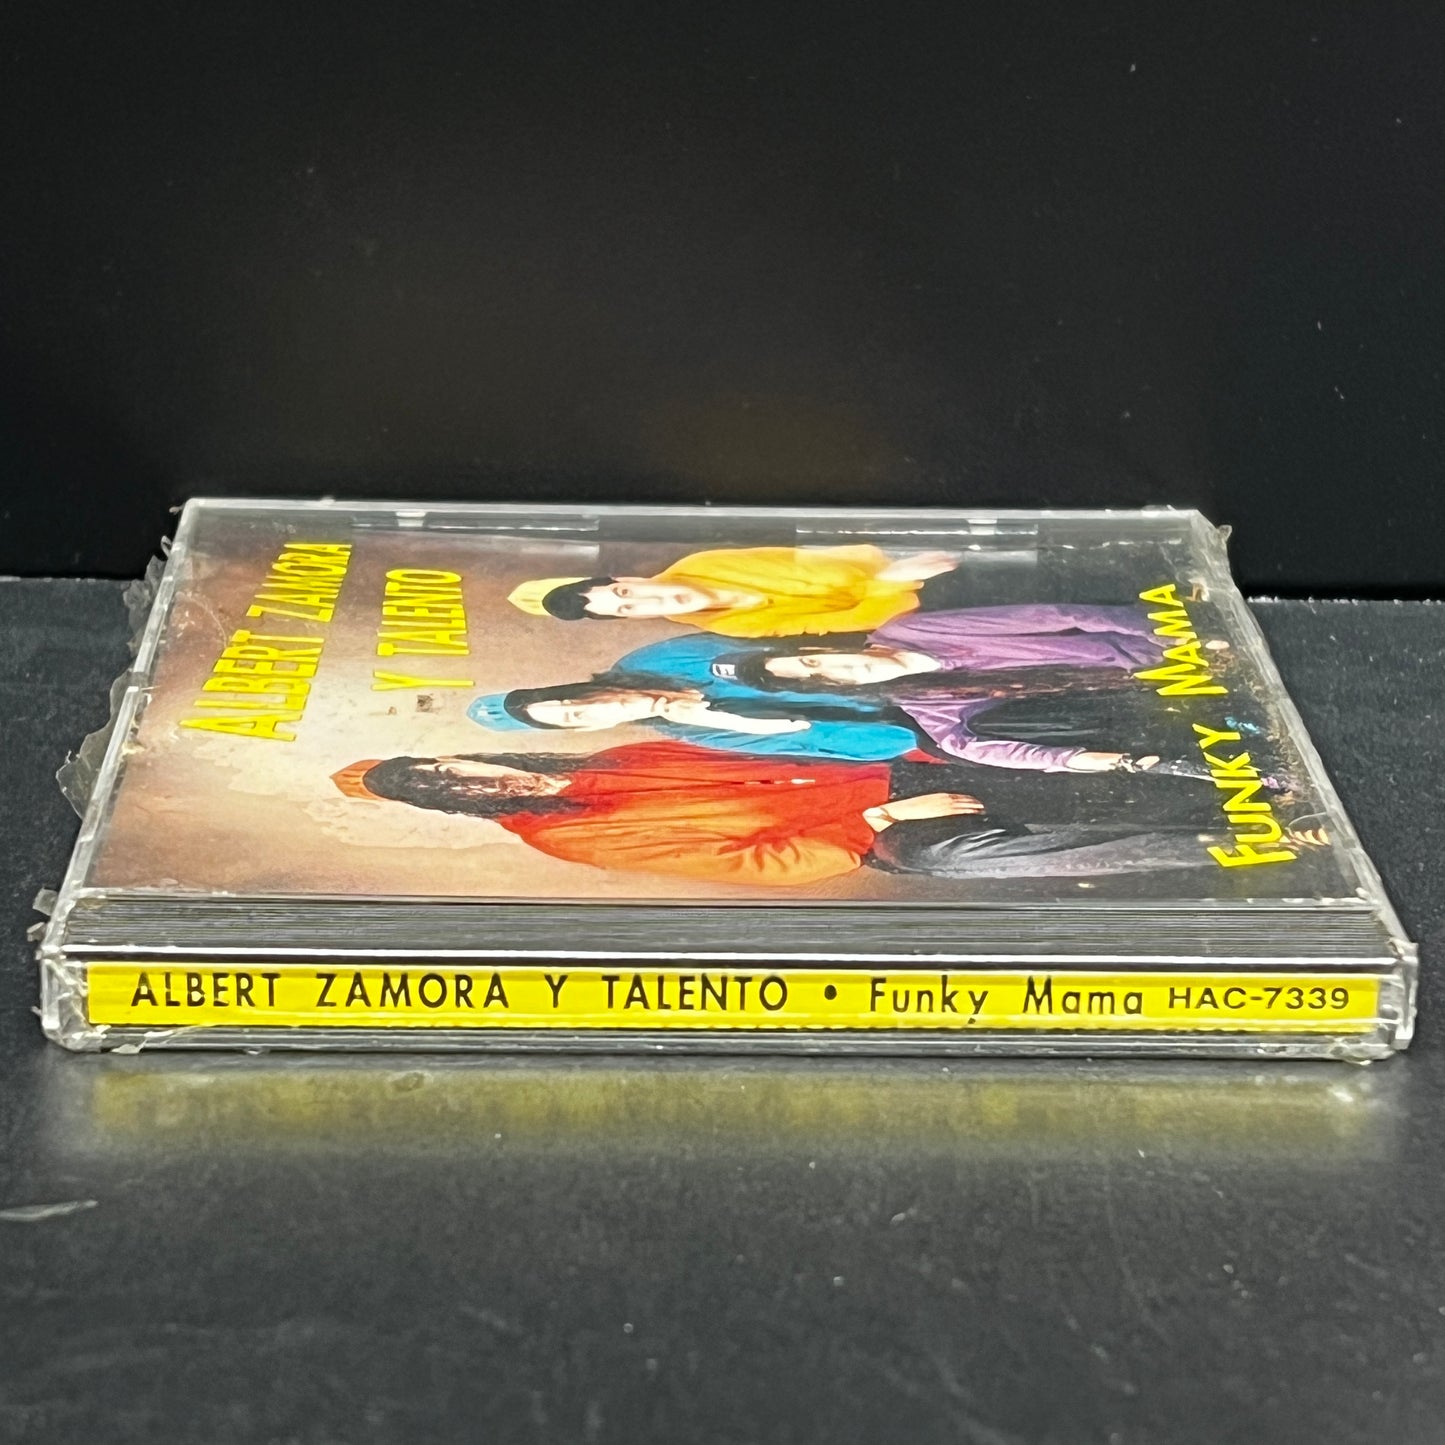 ALBERT ZAMORA
Y TALENTO
FUNKY MAMA
ALBERT ZAMORA Y TALENTO • Funky Mama HAC-7339